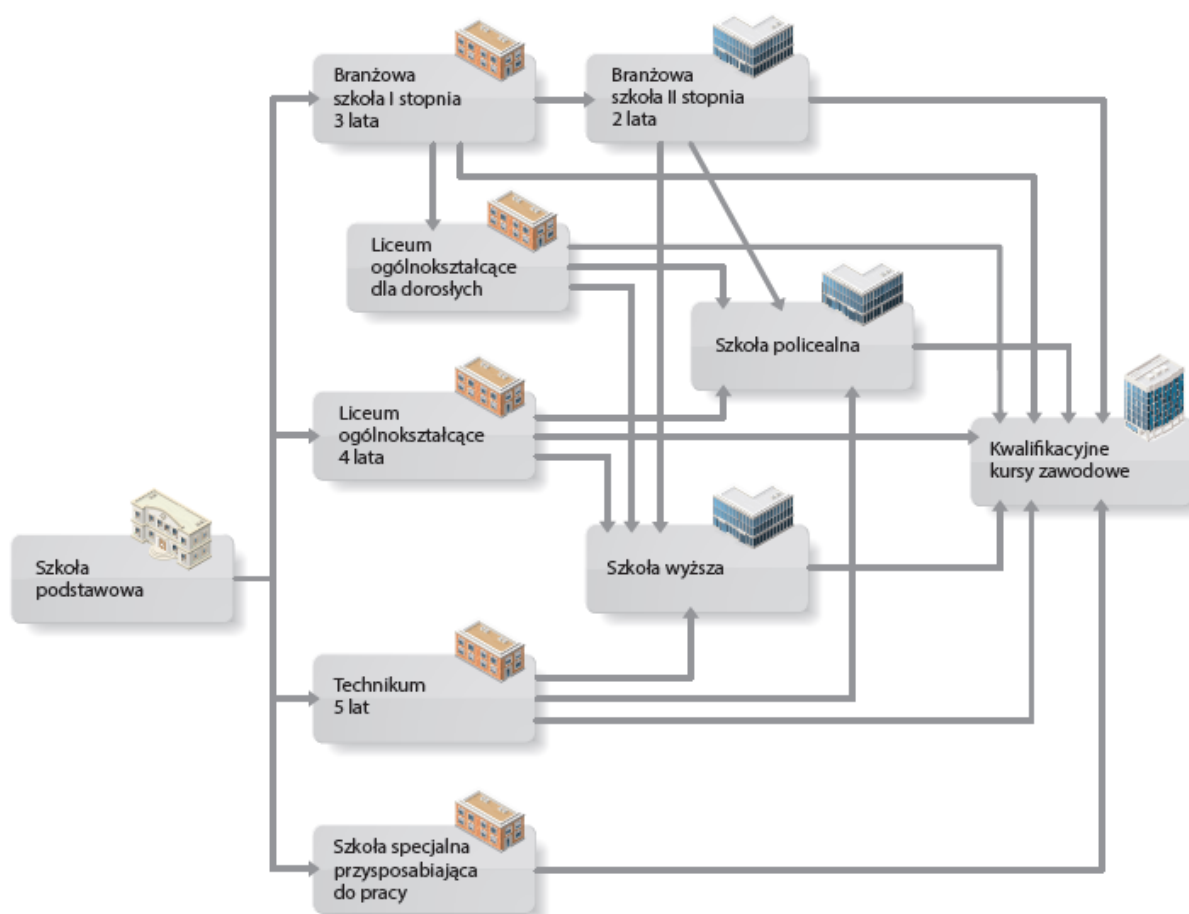 Branżowa
szkoła I stopnia
3 lata
Branżowa
szkoła II stopnia
2 lata
Liceum
ogólnokształcące
dla dorosłych
Szkoła policealna
Liceum
ogólnokształcące
4 lata
Kwalifikacyjne
kursy zawodowe
Szkoła
podstawowa
Szkoła wyższa
Technikum
5 lat
Szkoła specjalna
przysposabiająca
do pracy